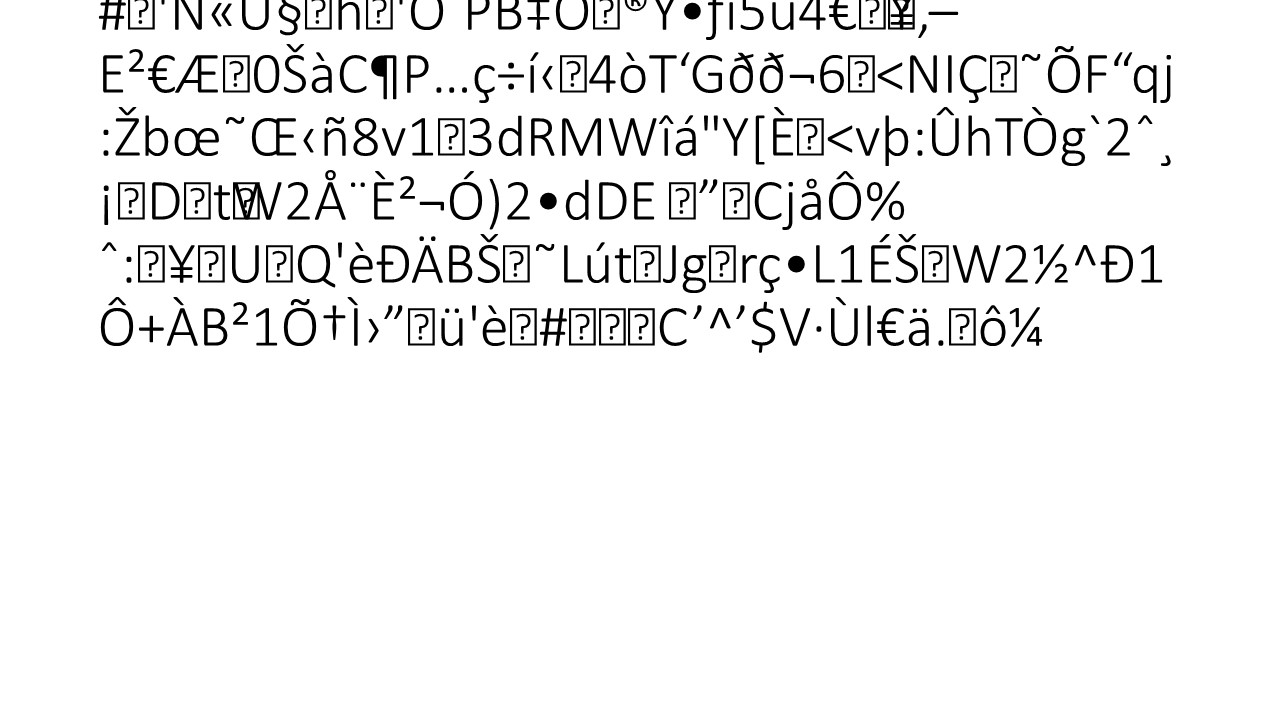 E²€Æ0ŠàC¶P…ç÷í‹4òT‘Gðð¬6<NIÇ˜ÕF“qj
:Žbœ˜Œ‹ñ8v13dRMWîá"Y[È<vþ:ÛhTÒg`2ˆ¸
¡DtW2Å¨È²¬Ó)2•dDE ”CjåÔ%
ˆ:¥UQ'èÐÄBŠ˜LútJgrç•L1ÉŠW2½^Ð1
Ô+ÀB²1Õ†Ì›”ü'è#C’^’$V·Ùl€ä.ô¼